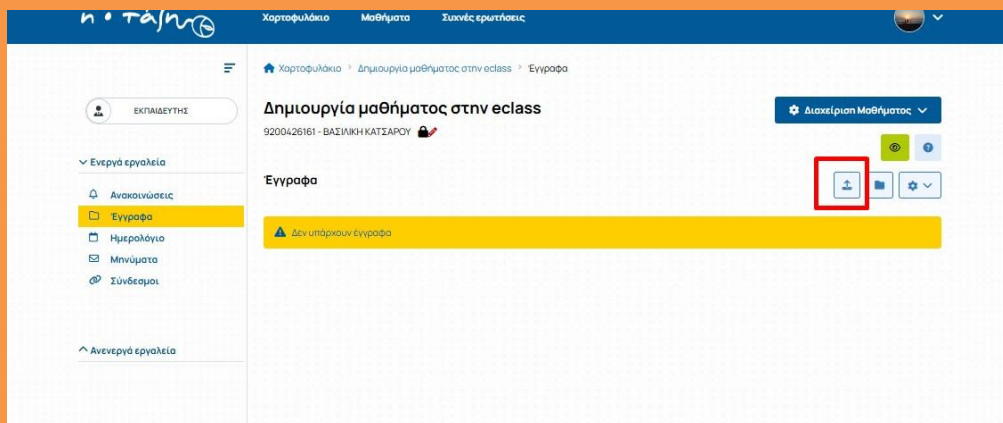 η • τάξη
Χαρτοφυλάκιο Μαθήματα Συχνές ερωτήσεις
Χαρτοφυλάκιο > Δημιουργία μαθήματος στην eclass > Έγγραφα
ΕΚΠΑΙΔΕΥΤΗΣ
Δημιουργία μαθήματος στην eclass
Διαχείριση Μαθήματος
9200426161 - ΒΑΣΙΛΙΚΗ ΚΑΤΣΑΡΟΥ
Ενεργά εργαλεία
Ανακοινώσεις
Έγγραφα
Ημερολόγιο
Μηνύματα
Σύνδεσμοι
Ανενεργά εργαλεία
Έγγραφα
Δεν υπάρχουν έγγραφα